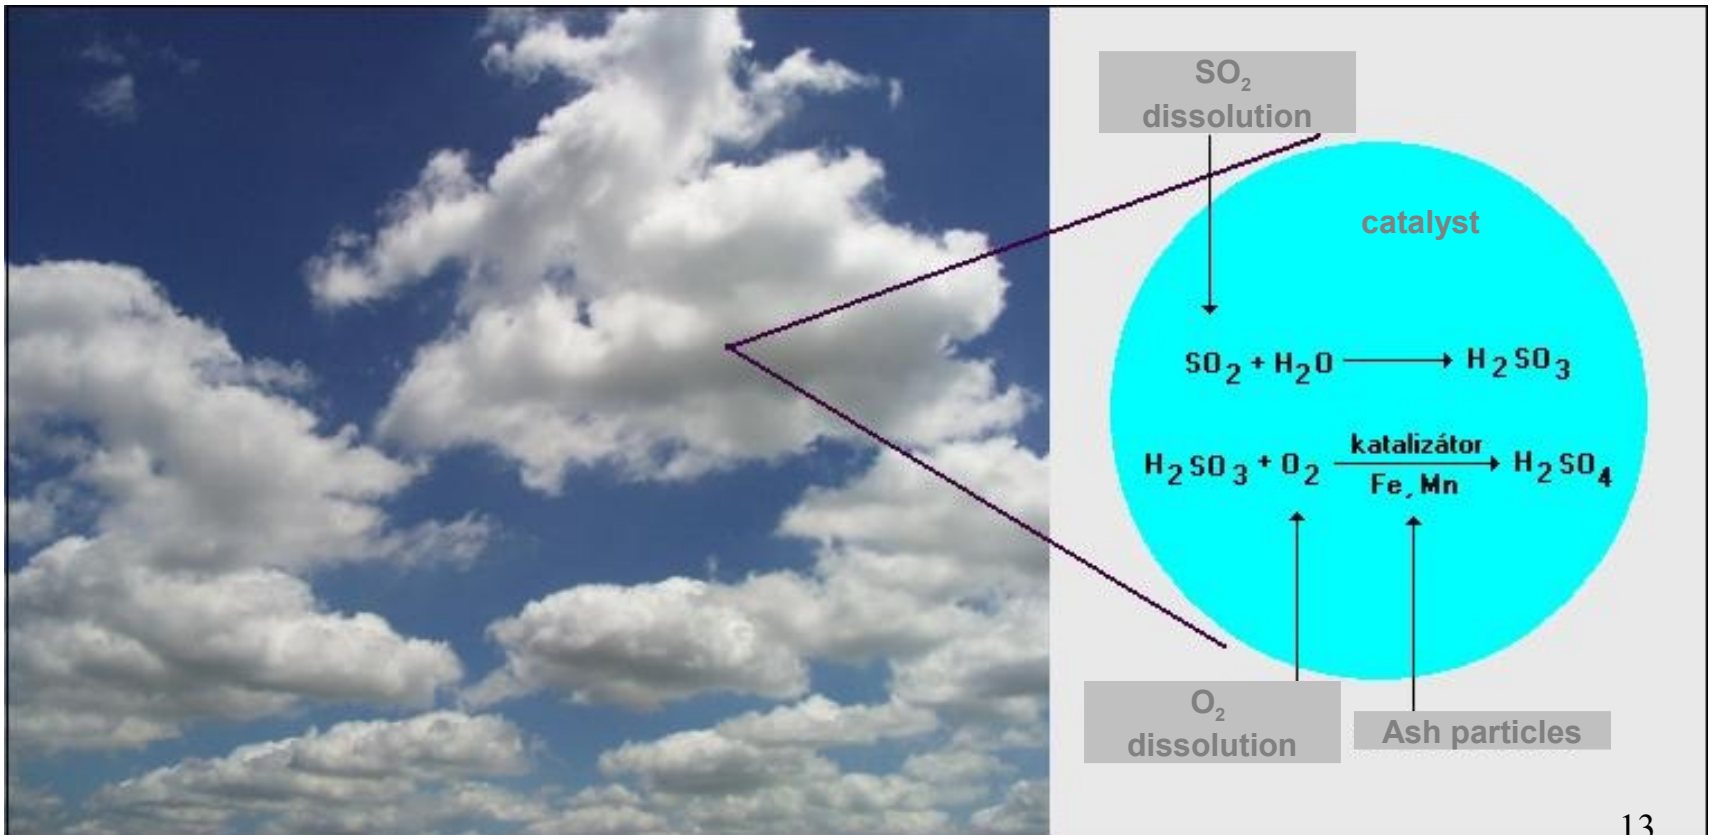 SO₂
dissolution
catalyst
SO₂ + H₂O → H₂SO₃
katalizátor
H₂SO₃ + O₂ → H₂SO₄
Fe, Mn
O₂
dissolution
Ash particles
13